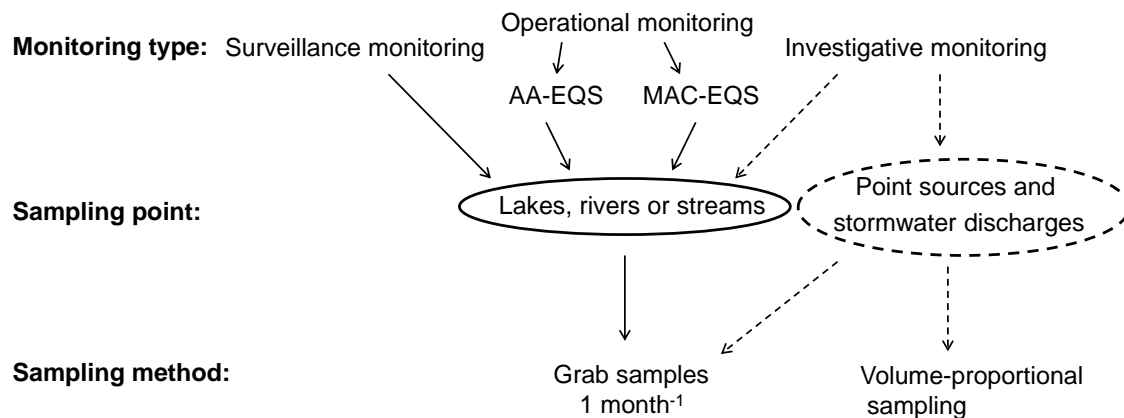 Monitoring type:
Surveillance monitoring
Operational monitoring
Investigative monitoring
AA-EQS
MAC-EQS
Sampling point:
Lakes, rivers or streams
Point sources and
stormwater discharges
Sampling method:
Grab samples
1 month⁻¹
Volume-proportional
sampling